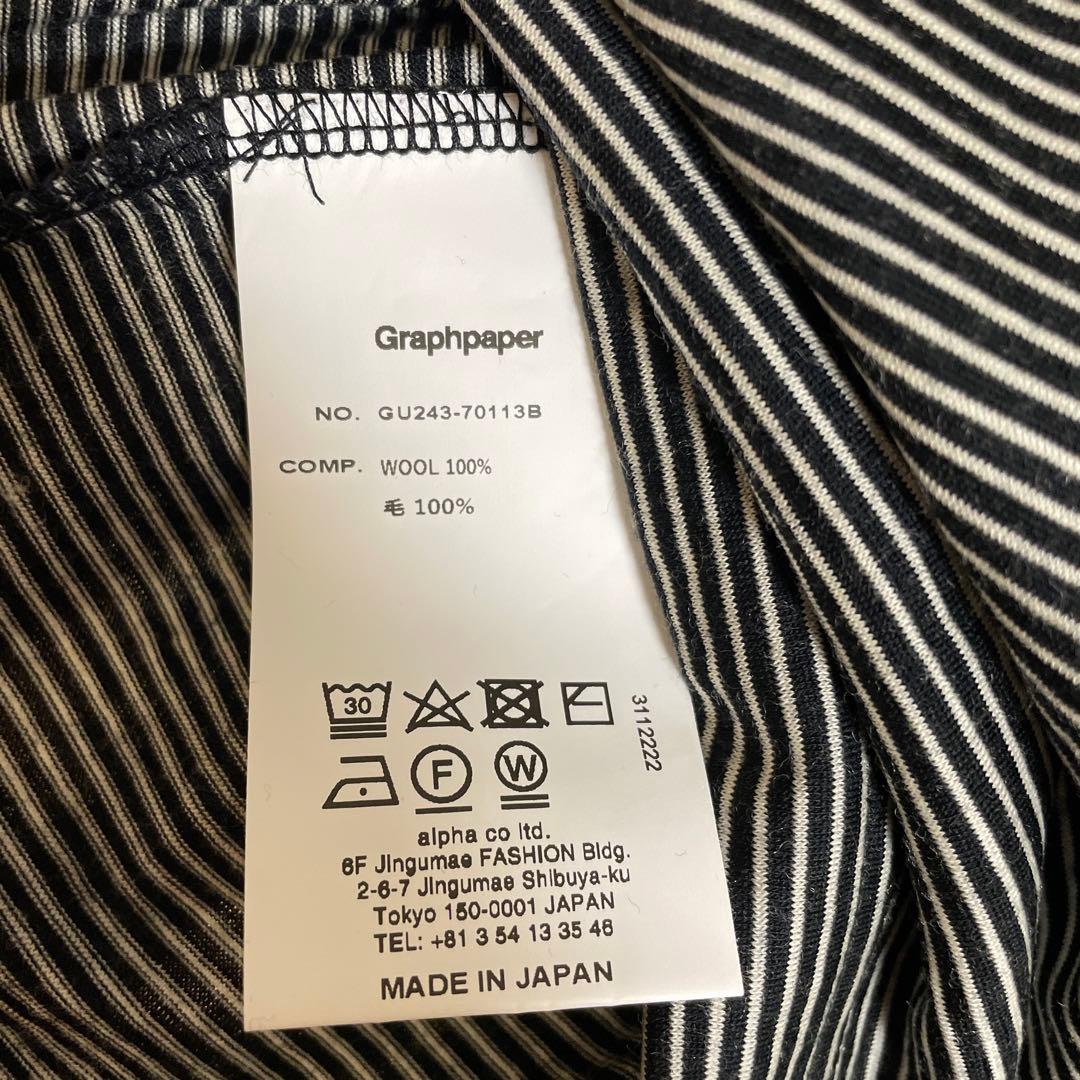 Graphpaper
NO. GU243-70113B
COMP. WOOL 100%
毛 100%
30
3112222
F
W
alpha co ltd.
6F Jingumae FASHION Bldg.
2-6-7 Jingumae Shibuya-ku
Tokyo 150-0001 JAPAN
TEL: +81 3 54 13 35 46
MADE IN JAPAN